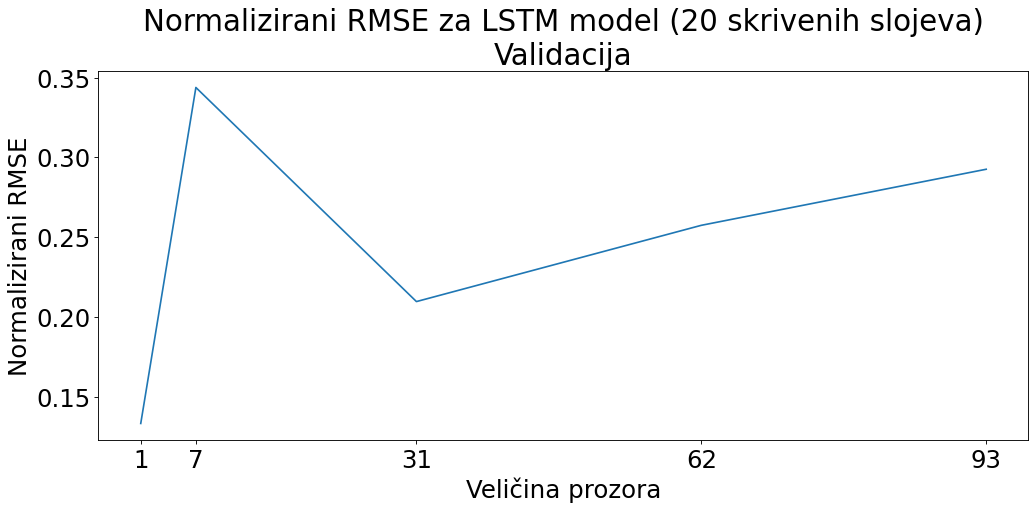 Normalizirani RMSE za LSTM model (20 skrivenih slojeva)
Validacija
0.35
0.30
0.25
0.20
0.15
Normalizirani RMSE
1 7 31 62 93
Veličina prozora